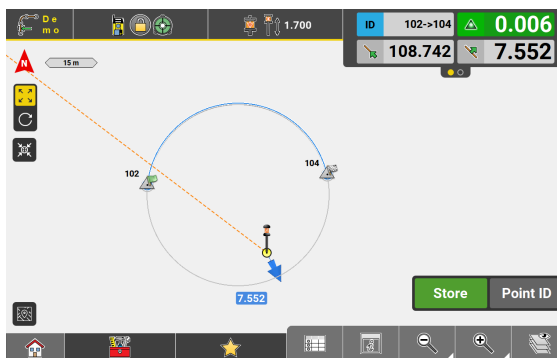 De
mo
1.700
ID
102->104
0.006
108.742
7.552
N
15 m
102
104
7.552
Store
Point ID